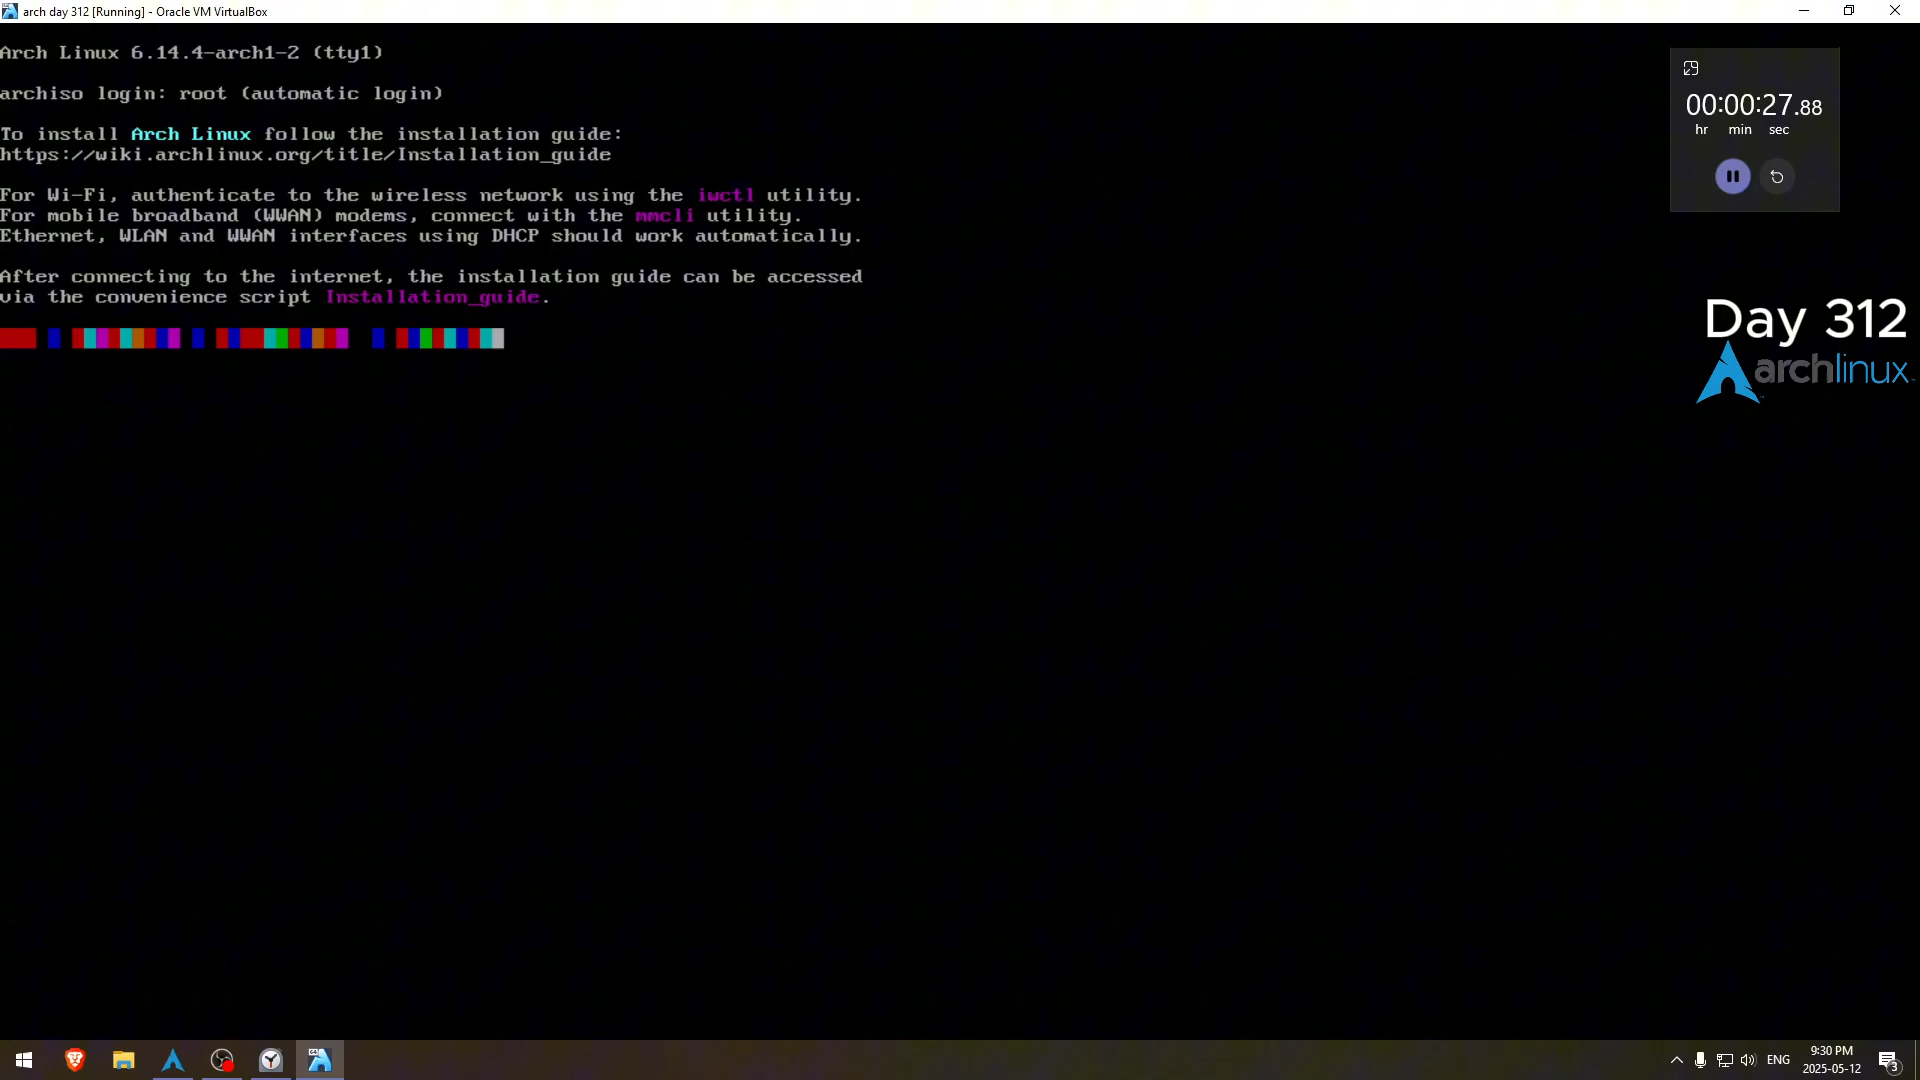 arch day 312 [Running] - Oracle VM VirtualBox
Arch Linux 6.14.4-arch1-2 (tty1)
archiso login: root (automatic login)
To install Arch Linux follow the installation guide:
https://wiki.archlinux.org/title/Installation_guide
For Wi-Fi, authenticate to the wireless network using the iwctl utility.
For mobile broadband (WWAN) modems, connect with the mmcli utility.
Ethernet, WLAN and WWAN interfaces using DHCP should work automatically.
After connecting to the internet, the installation guide can be accessed
via the convenience script Installation_guide.
00:00:27.88
hr min sec
Day 312
archlinux
ENG
9:30 PM
2025-05-12
3